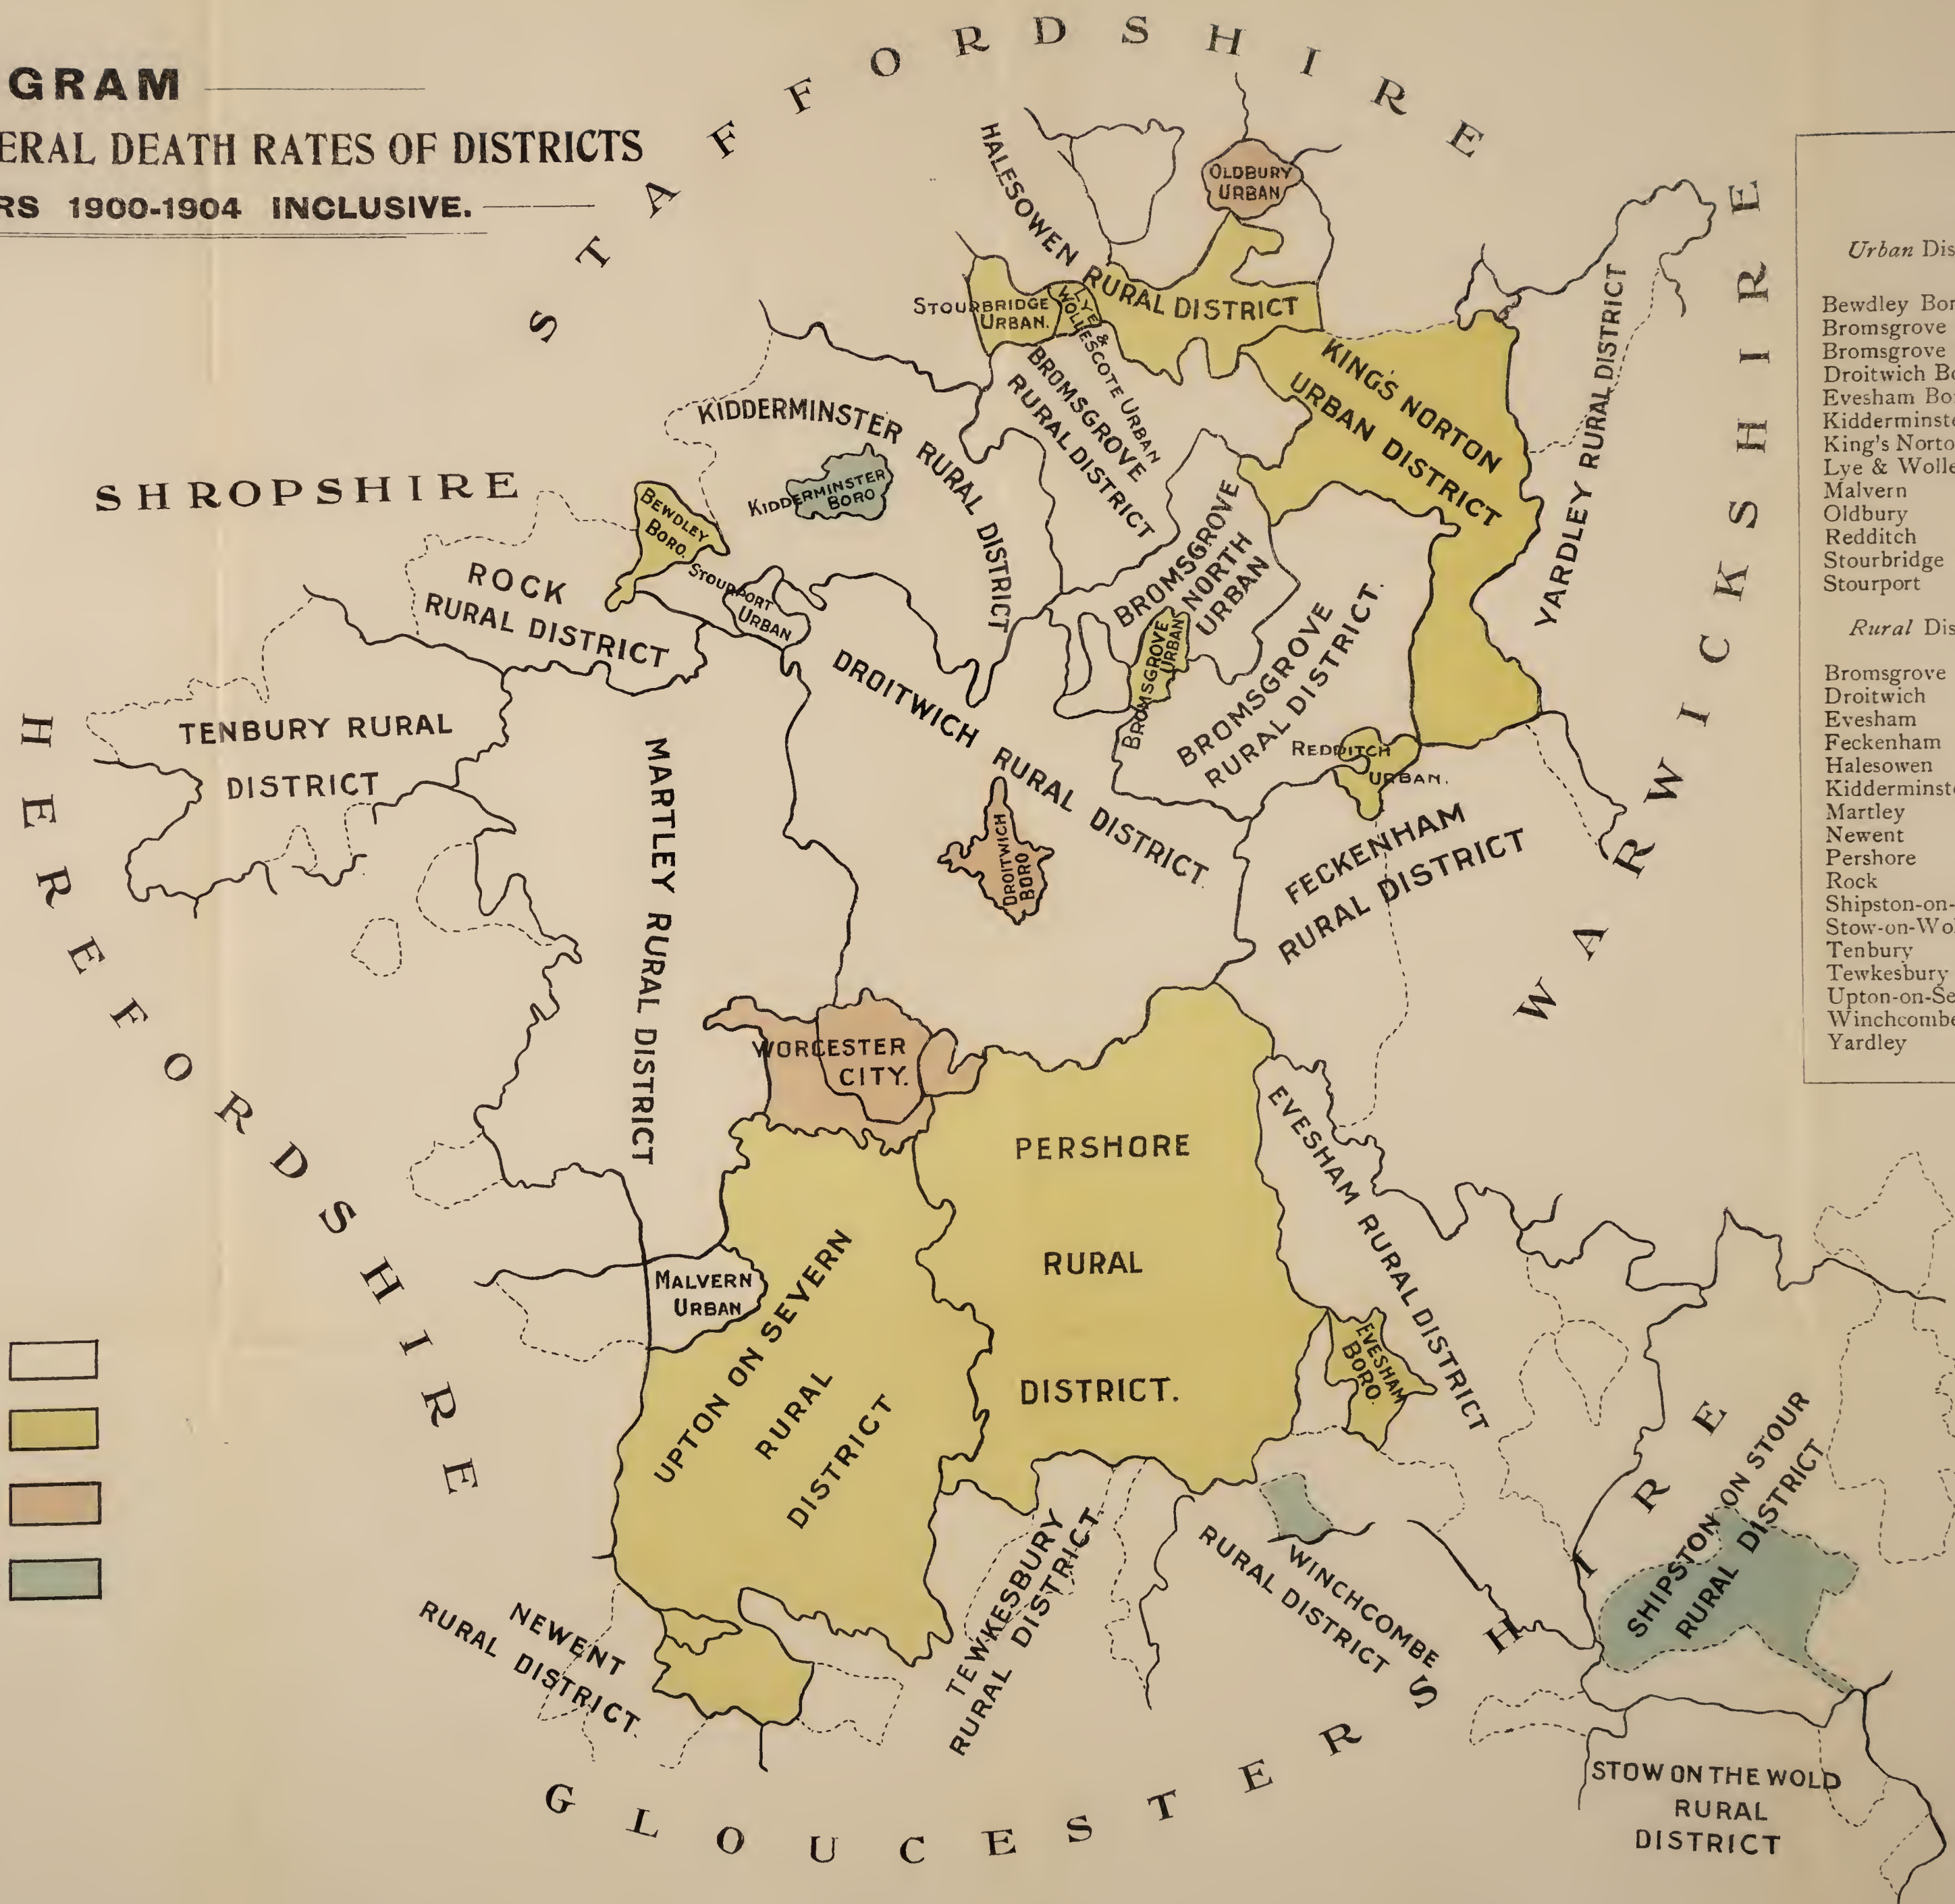 GRAM
ERAL DEATH RATES OF DISTRICTS
RS 1900-1904 INCLUSIVE.
STAFFORDSHIRE
SHROPSHIRE
HEREFORDSHIRE
WARWICKSHIRE
GLOUCESTERSHIRE
OLDBURY
URBAN
HALESOWEN RURAL DISTRICT
STOURBRIDGE
URBAN.
LYE &
WOLLESCOTE URBAN
BROMSGROVE
RURAL DISTRICT
KING'S NORTON
URBAN DISTRICT
YARDLEY RURAL DISTRICT
KIDDERMINSTER RURAL DISTRICT
KIDDERMINSTER
BORO
BEWDLEY
BORO.
STOURPORT
URBAN
ROCK
RURAL DISTRICT
BROMSGROVE
NORTH
URBAN
BROMSGROVE
URBAN
BROMSGROVE
RURAL DISTRICT.
REDDITCH
URBAN.
TENBURY RURAL
DISTRICT
DROITWICH RURAL DISTRICT.
DROITWICH
BORO
MARTLEY RURAL DISTRICT
FECKENHAM
RURAL DISTRICT
WORCESTER
CITY.
PERSHORE
RURAL
DISTRICT.
EVESHAM RURAL DISTRICT
EVESHAM
BORO.
MALVERN
URBAN
UPTON ON SEVERN
RURAL
DISTRICT
NEWENT
RURAL DISTRICT.
TEWKESBURY
RURAL DISTRICT.
WINCHCOMBE
RURAL DISTRICT
SHIPSTON ON STOUR
RURAL DISTRICT
STOW ON THE WOLD
RURAL
DISTRICT
Urban Dis
Bewdley Bor
Bromsgrove
Bromsgrove
Droitwich Bo
Evesham Bor
Kidderminste
King's Norto
Lye & Wolle
Malvern
Oldbury
Redditch
Stourbridge
Stourport
Rural Dis
Bromsgrove
Droitwich
Evesham
Feckenham
Halesowen
Kidderminste
Martley
Newent
Pershore
Rock
Shipston-on-
Stow-on-Wol
Tenbury
Tewkesbury
Upton-on-Se
Winchcombe
Yardley